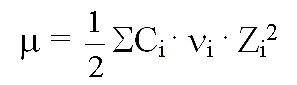 μ = 1/2 ΣCᵢ · νᵢ · Zᵢ²